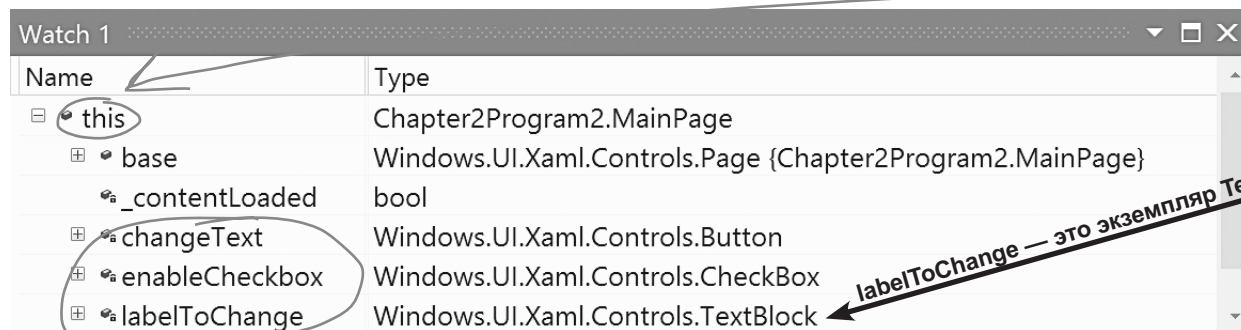 Watch 1
Name Type
this Chapter2Program2.MainPage
base Windows.UI.Xaml.Controls.Page {Chapter2Program2.MainPage}
_contentLoaded bool
changeText Windows.UI.Xaml.Controls.Button
enableCheckbox Windows.UI.Xaml.Controls.CheckBox
labelToChange Windows.UI.Xaml.Controls.TextBlock
labelToChange — это экземпляр